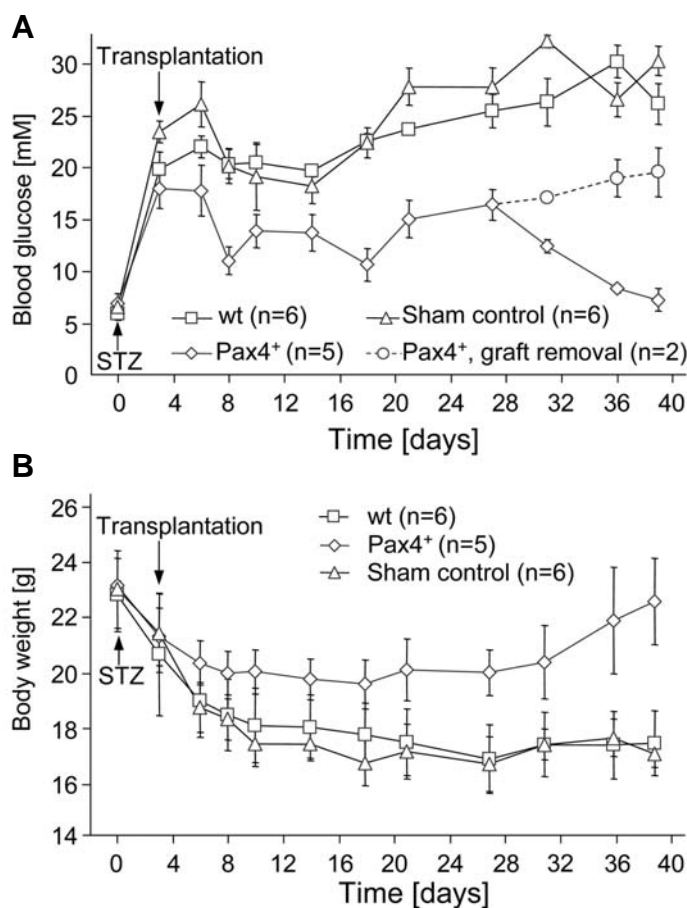 A
Transplantation
Blood glucose [mM]
30
25
20
15
10
5
0
wt (n=6)
Sham control (n=6)
Pax4⁺ (n=5)
Pax4⁺, graft removal (n=2)
STZ
0 4 8 12 16 20 24 28 32 36 40
Time [days]
B
Transplantation
Body weight [g]
26
24
22
20
18
16
14
wt (n=6)
Pax4⁺ (n=5)
Sham control (n=6)
STZ
0 4 8 12 16 20 24 28 32 36 40
Time [days]